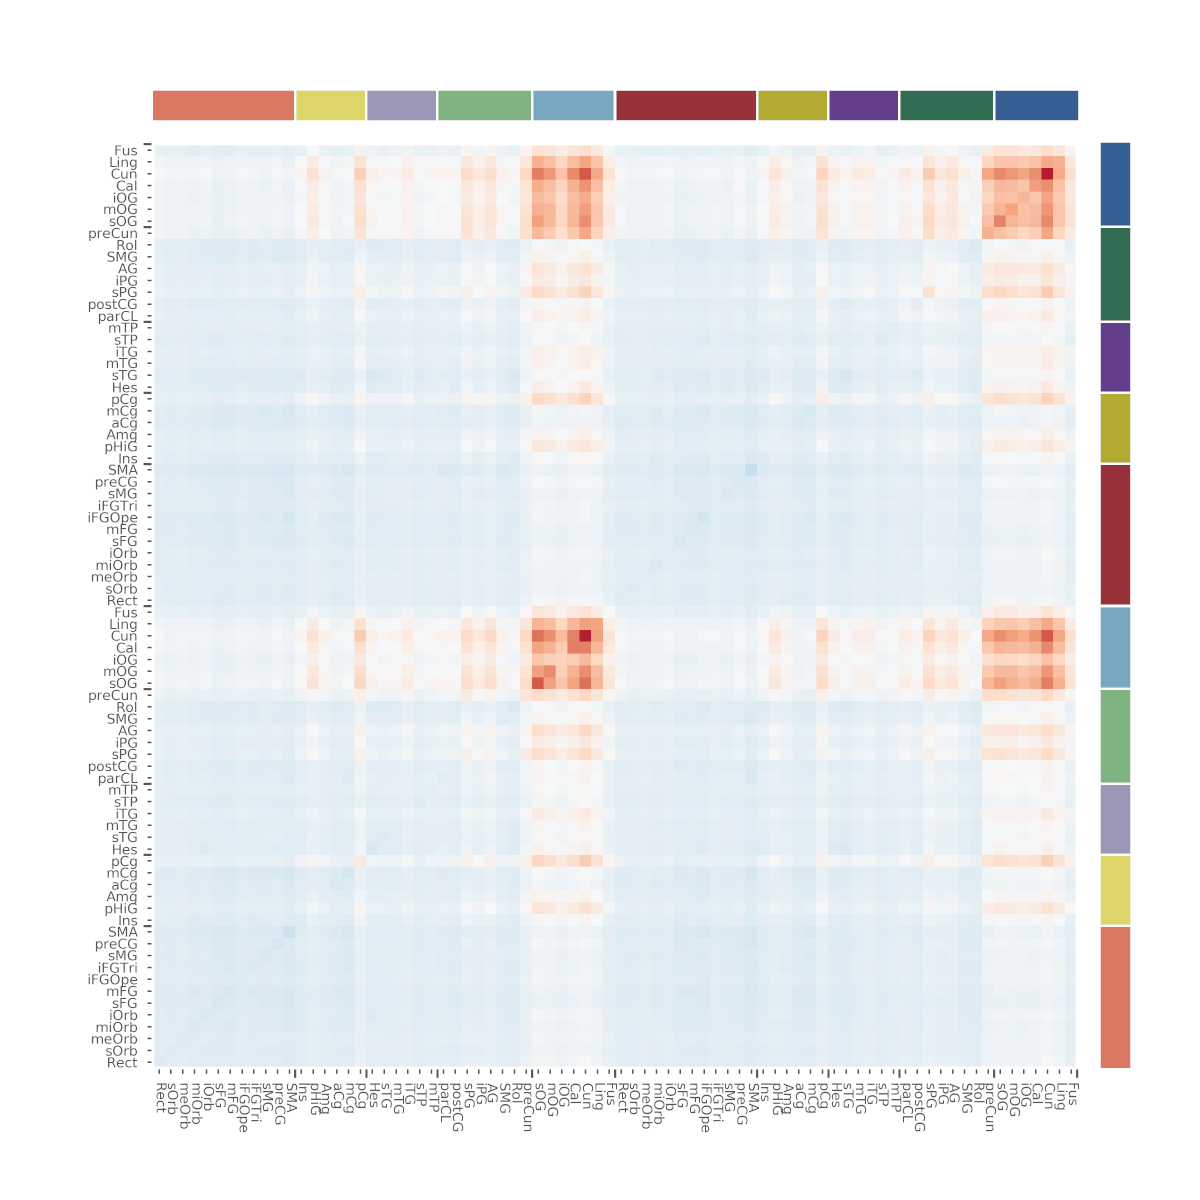 Fus
Ling
Cun
Cal
iOG
mOG
sOG
preCun
Rol
SMG
AG
iPG
sPG
postCG
parCL
mTP
sTP
iTG
mTG
sTG
Hes
pCg
mCg
aCg
Amg
pHiG
Ins
SMA
preCG
sMG
iFGTri
iFGOpe
mFG
sFG
iOrb
miOrb
meOrb
sOrb
Rect
Fus
Ling
Cun
Cal
iOG
mOG
sOG
preCun
Rol
SMG
AG
iPG
sPG
postCG
parCL
mTP
sTP
iTG
mTG
sTG
Hes
pCg
mCg
aCg
Amg
pHiG
Ins
SMA
preCG
sMG
iFGTri
iFGOpe
mFG
sFG
iOrb
miOrb
meOrb
sOrb
Rect
Rect
sOrb
meOrb
miOrb
iOrb
sFG
mFG
iFGOpe
iFGTri
sMG
preCG
SMA
Ins
pHiG
Amg
aCg
mCg
pCg
Hes
sTG
mTG
iTG
sTP
mTP
parCL
postCG
sPG
iPG
AG
SMG
Rol
preCun
sOG
mOG
iOG
Cal
Cun
Ling
Fus
Rect
sOrb
meOrb
miOrb
iOrb
sFG
mFG
iFGOpe
iFGTri
sMG
preCG
SMA
Ins
pHiG
Amg
aCg
mCg
pCg
Hes
sTG
mTG
iTG
sTP
mTP
parCL
postCG
sPG
iPG
AG
SMG
Rol
preCun
sOG
mOG
iOG
Cal
Cun
Ling
Fus